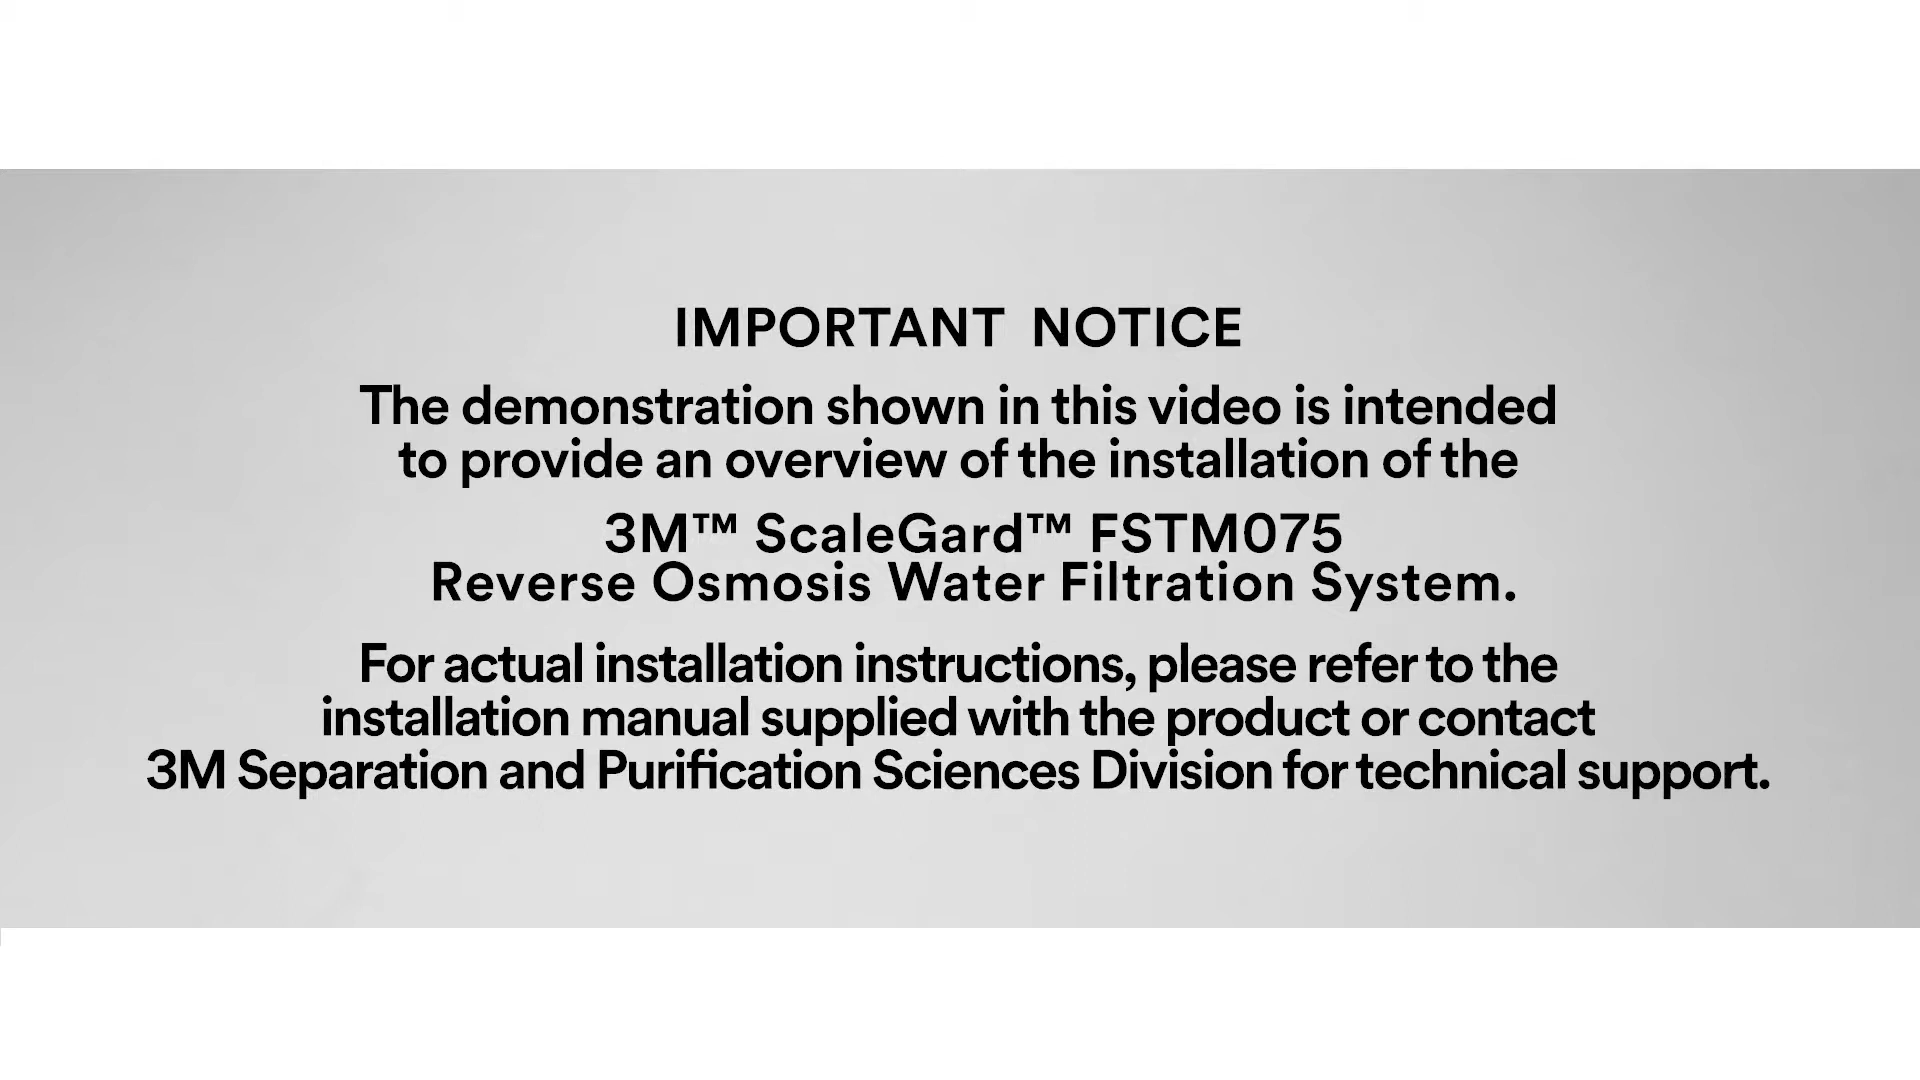 IMPORTANT NOTICE
The demonstration shown in this video is intended
to provide an overview of the installation of the
3M™ ScaleGard™ FSTM075
Reverse Osmosis Water Filtration System.
For actual installation instructions, please refer to the
installation manual supplied with the product or contact
3M Separation and Purification Sciences Division for technical support.